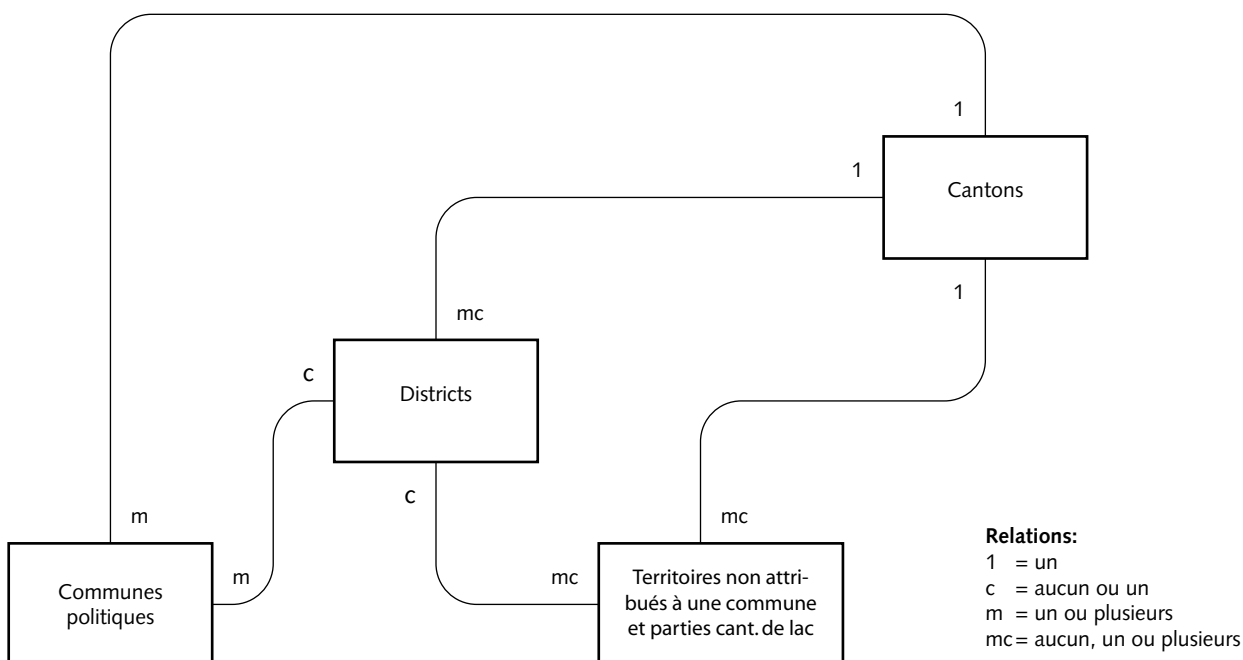 1
1
Cantons
1
mc
c
Districts
c
m
mc
m
mc
Communes
politiques
Territoires non attri-
bués à une commune
et parties cant. de lac
Relations:
1 = un
c = aucun ou un
m = un ou plusieurs
mc = aucun, un ou plusieurs